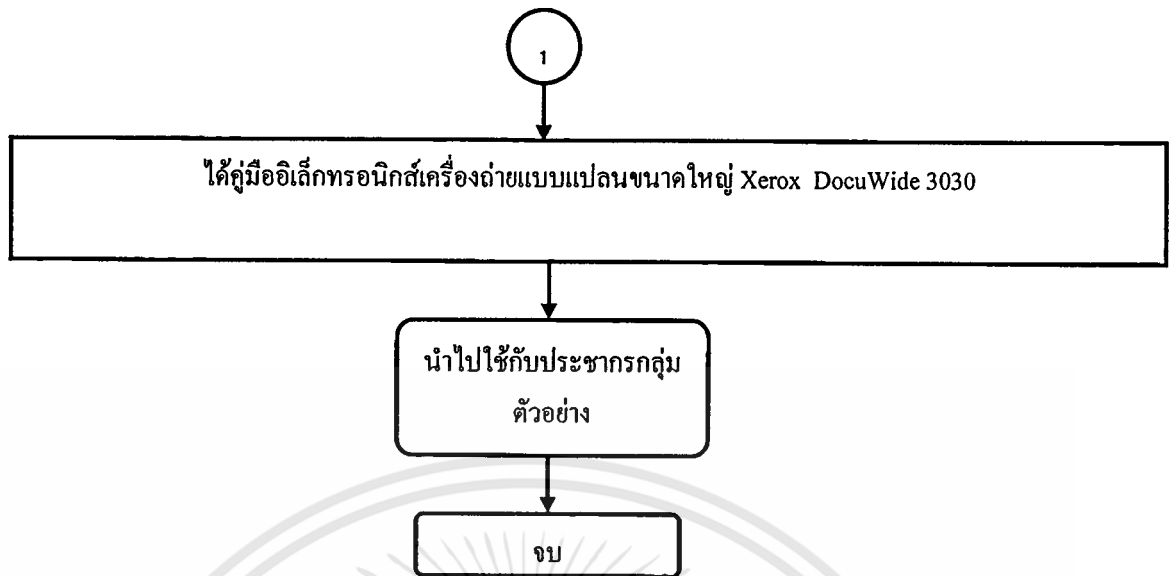 1
ได้คู่มืออิเล็กทรอนิกส์เครื่องถ่ายแบบแปลนขนาดใหญ่ Xerox DocuWide 3030
นำไปใช้กับประชากรกลุ่ม
ตัวอย่าง
จบ